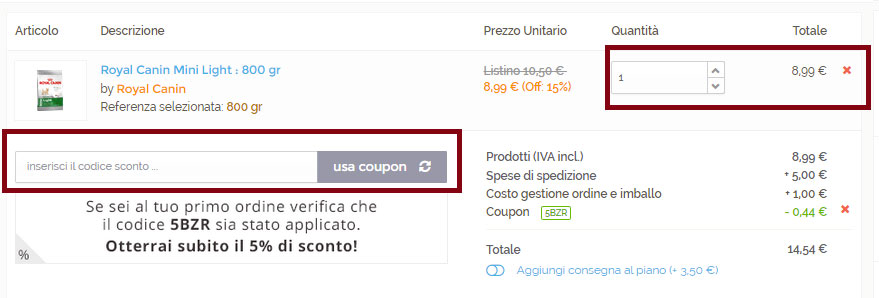 Articolo Descrizione Prezzo Unitario Quantità Totale
Royal Canin Mini Light : 800 gr
by Royal Canin
Referenza selezionata: 800 gr
Listino 10,50 €
8,99 € (Off: 15%)
1
8,99 €
inserisci il codice sconto ...
usa coupon
Se sei al tuo primo ordine verifica che
il codice 5BZR sia stato applicato.
Otterrai subito il 5% di sconto!
%
Prodotti (IVA incl.) 8,99 €
Spese di spedizione + 5,00 €
Costo gestione ordine e imballo + 1,00 €
Coupon 5BZR - 0,44 €
Totale 14,54 €
Aggiungi consegna al piano (+ 3,50 €)